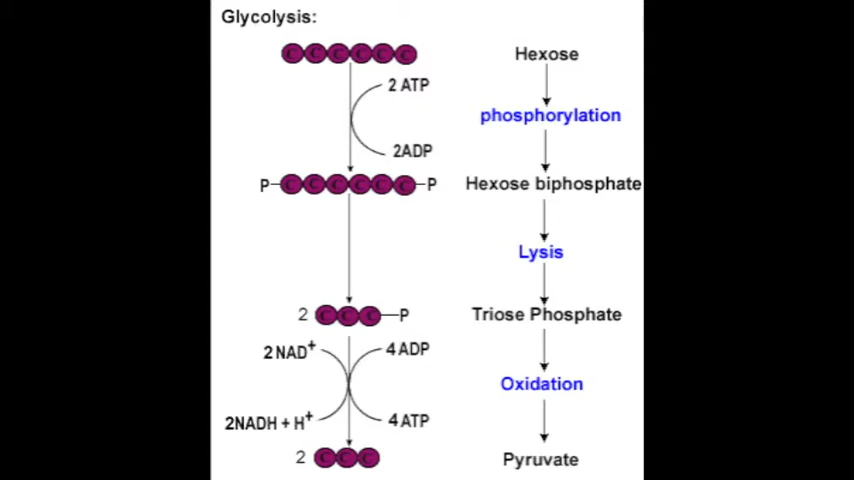 Glycolysis:
C C C C C C
Hexose
2 ATP
phosphorylation
2ADP
P C C C C C C P
Hexose biphosphate
Lysis
2 C C C P
Triose Phosphate
2 NAD+
4 ADP
Oxidation
2NADH + H+
4 ATP
2 C C C
Pyruvate